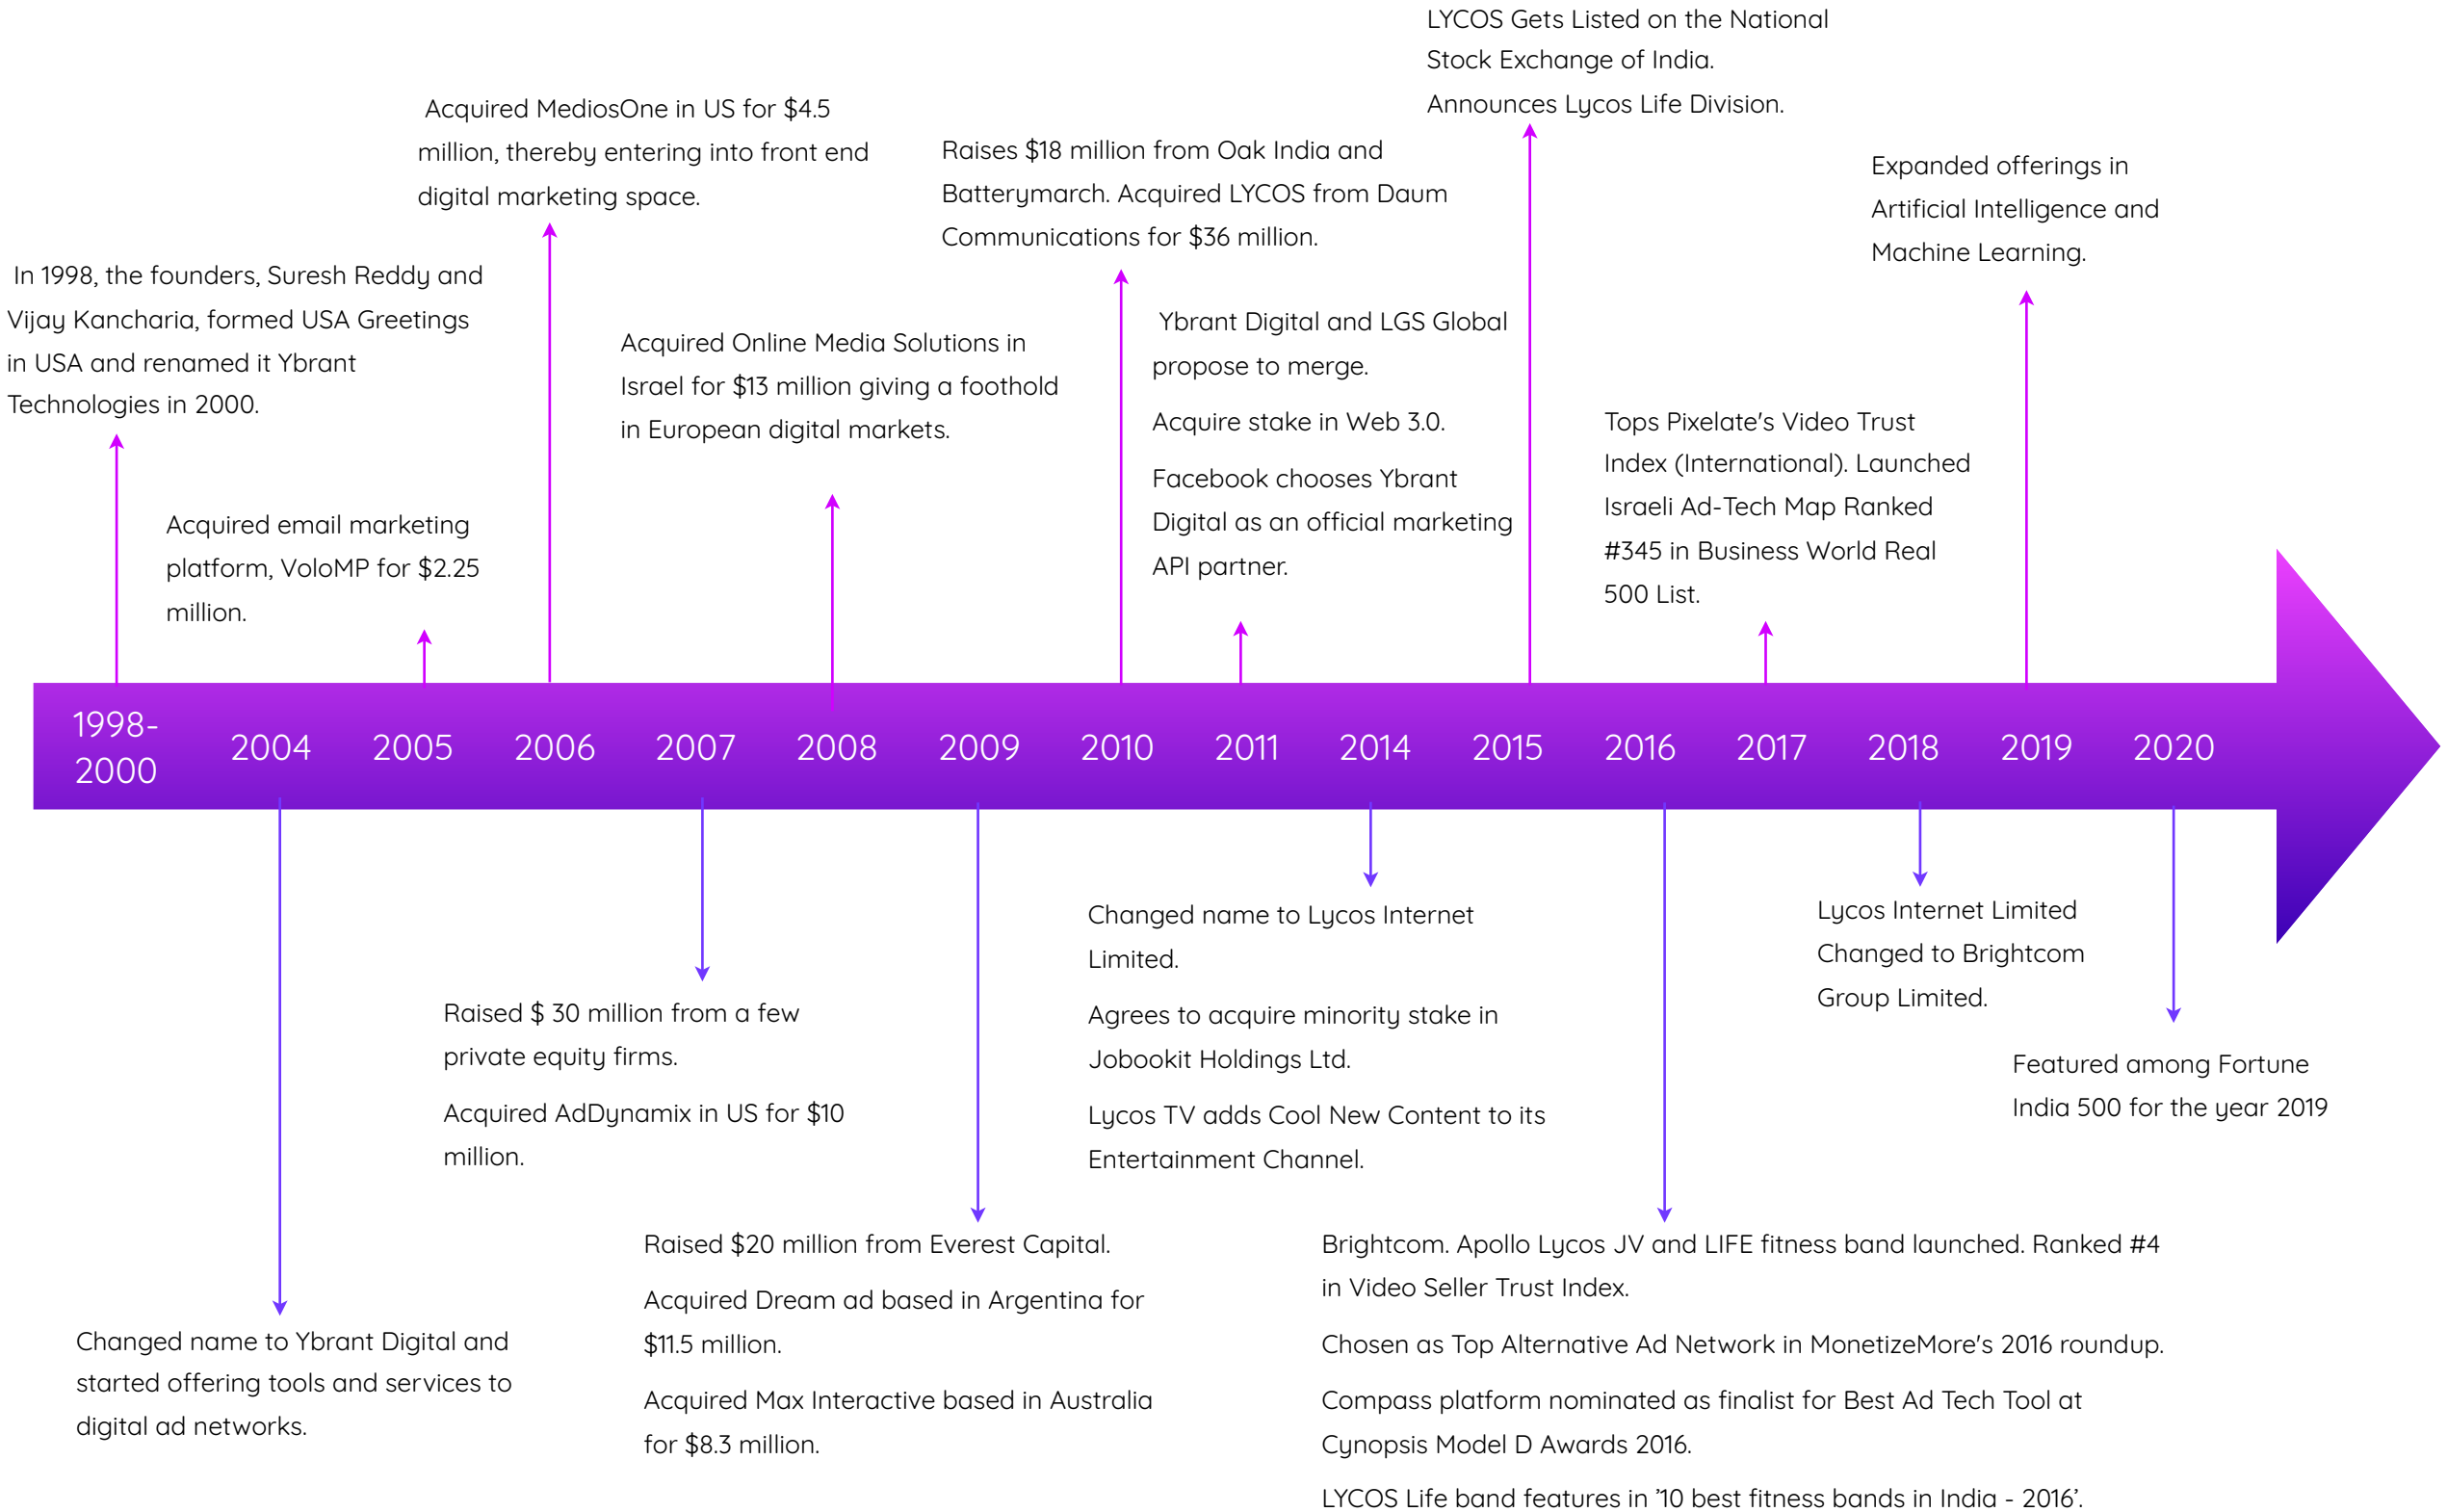 LYCOS Gets Listed on the National
Stock Exchange of India.
Announces Lycos Life Division.
Acquired MediosOne in US for $4.5
million, thereby entering into front end
digital marketing space.
Raises $18 million from Oak India and
Batterymarch. Acquired LYCOS from Daum
Communications for $36 million.
Expanded offerings in
Artificial Intelligence and
Machine Learning.
In 1998, the founders, Suresh Reddy and
Vijay Kancharia, formed USA Greetings
in USA and renamed it Ybrant
Technologies in 2000.
Acquired Online Media Solutions in
Israel for $13 million giving a foothold
in European digital markets.
Ybrant Digital and LGS Global
propose to merge.
Acquire stake in Web 3.0.
Facebook chooses Ybrant
Digital as an official marketing
API partner.
Tops Pixelate's Video Trust
Index (International). Launched
Israeli Ad-Tech Map Ranked
#345 in Business World Real
500 List.
Acquired email marketing
platform, VoloMP for $2.25
million.
1998-
2000
2004
2005
2006
2007
2008
2009
2010
2011
2014
2015
2016
2017
2018
2019
2020
Changed name to Lycos Internet
Limited.
Agrees to acquire minority stake in
Jobookit Holdings Ltd.
Lycos TV adds Cool New Content to its
Entertainment Channel.
Lycos Internet Limited
Changed to Brightcom
Group Limited.
Raised $ 30 million from a few
private equity firms.
Acquired AdDynamix in US for $10
million.
Featured among Fortune
India 500 for the year 2019
Raised $20 million from Everest Capital.
Acquired Dream ad based in Argentina for
$11.5 million.
Acquired Max Interactive based in Australia
for $8.3 million.
Brightcom. Apollo Lycos JV and LIFE fitness band launched. Ranked #4
in Video Seller Trust Index.
Chosen as Top Alternative Ad Network in MonetizeMore's 2016 roundup.
Compass platform nominated as finalist for Best Ad Tech Tool at
Cynopsis Model D Awards 2016.
LYCOS Life band features in ’10 best fitness bands in India - 2016’.
Changed name to Ybrant Digital and
started offering tools and services to
digital ad networks.